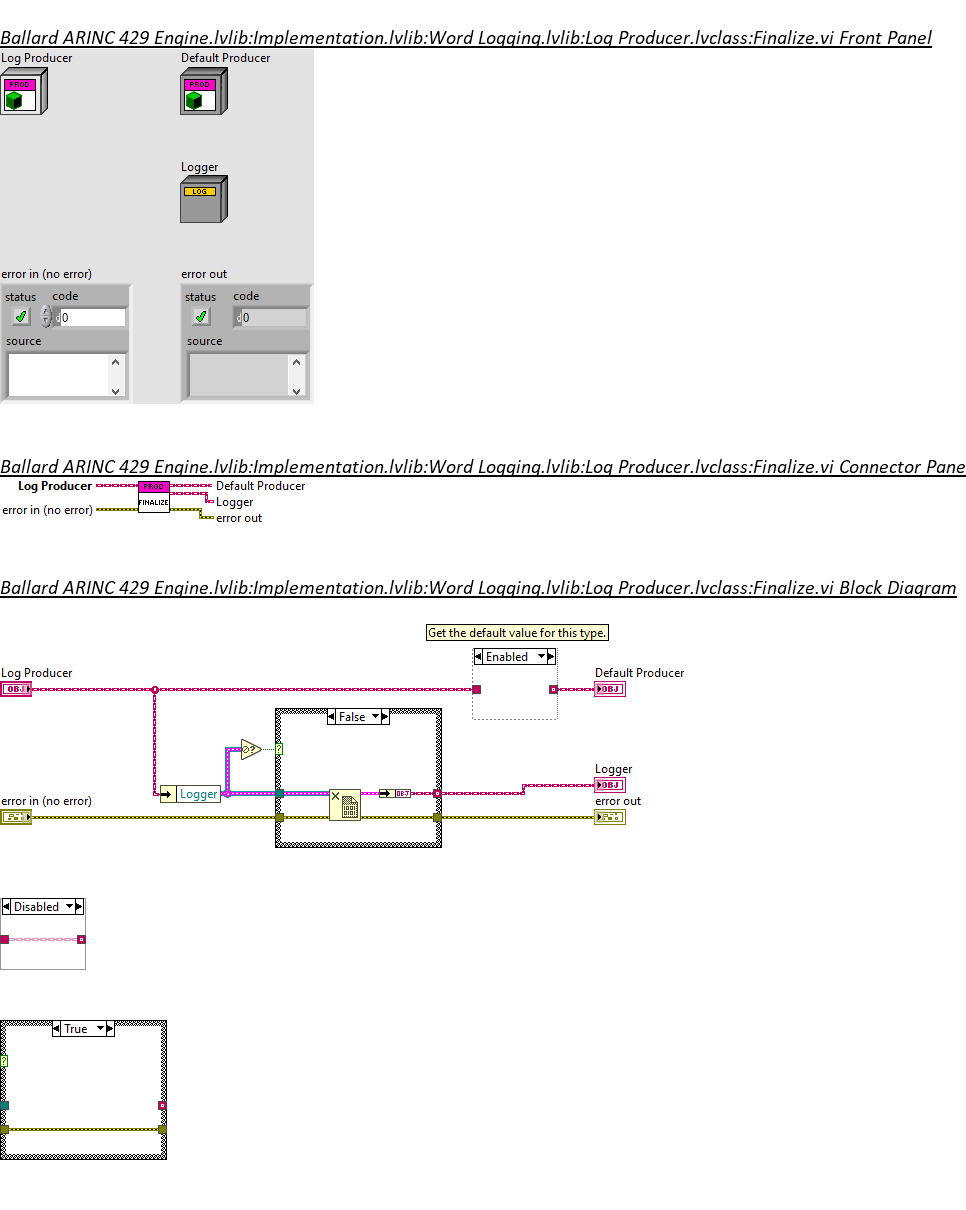 Ballard ARINC 429 Engine.lvlib:Implementation.lvlib:Word Logging.lvlib:Log Producer.lvclass:Finalize.vi Front Panel
Log Producer
Default Producer
PROD
PROD
Logger
LOG
error in (no error)
error out
status code
status code
d 0
d 0
source
source
Ballard ARINC 429 Engine.lvlib:Implementation.lvlib:Word Logging.lvlib:Log Producer.lvclass:Finalize.vi Connector Pane
Log Producer
PROD
Default Producer
FINALIZE
Logger
error in (no error)
error out
Ballard ARINC 429 Engine.lvlib:Implementation.lvlib:Word Logging.lvlib:Log Producer.lvclass:Finalize.vi Block Diagram
Get the default value for this type.
Enabled
Log Producer
Default Producer
OBJ
OBJ
False
?
?
Logger
Logger
OBJ
OBJ
error in (no error)
error out
Disabled
True
?